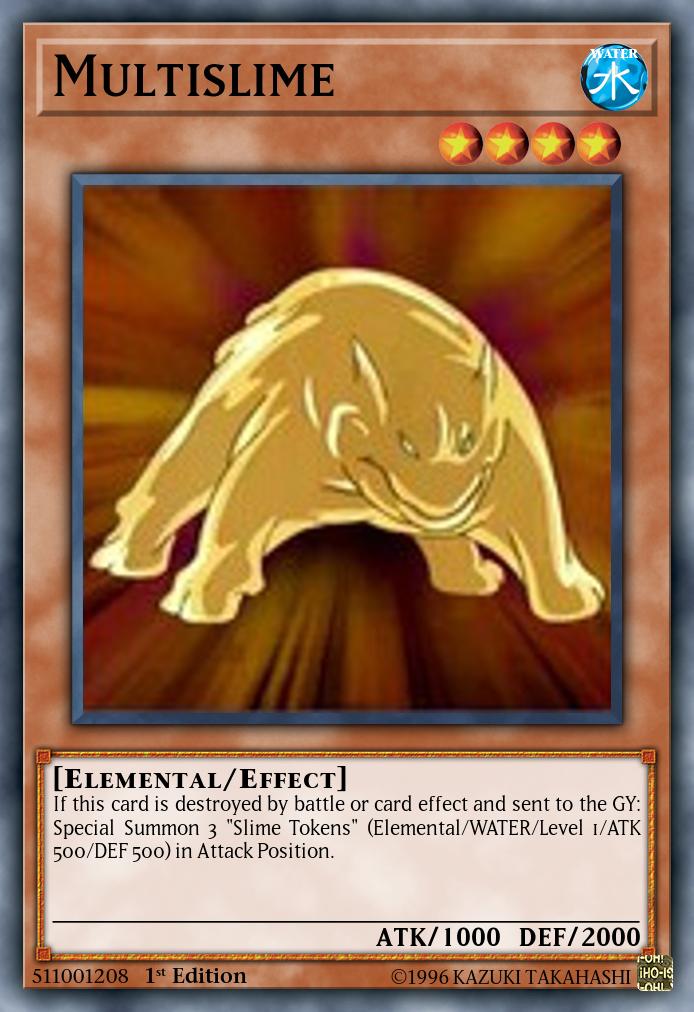 Multislime
WATER
水
[Elemental/Effect]
If this card is destroyed by battle or card effect and sent to the GY:
Special Summon 3 "Slime Tokens" (Elemental/WATER/Level 1/ATK
500/DEF 500) in Attack Position.
ATK/1000 DEF/2000
511001208 1st Edition
©1996 KAZUKI TAKAHASHI